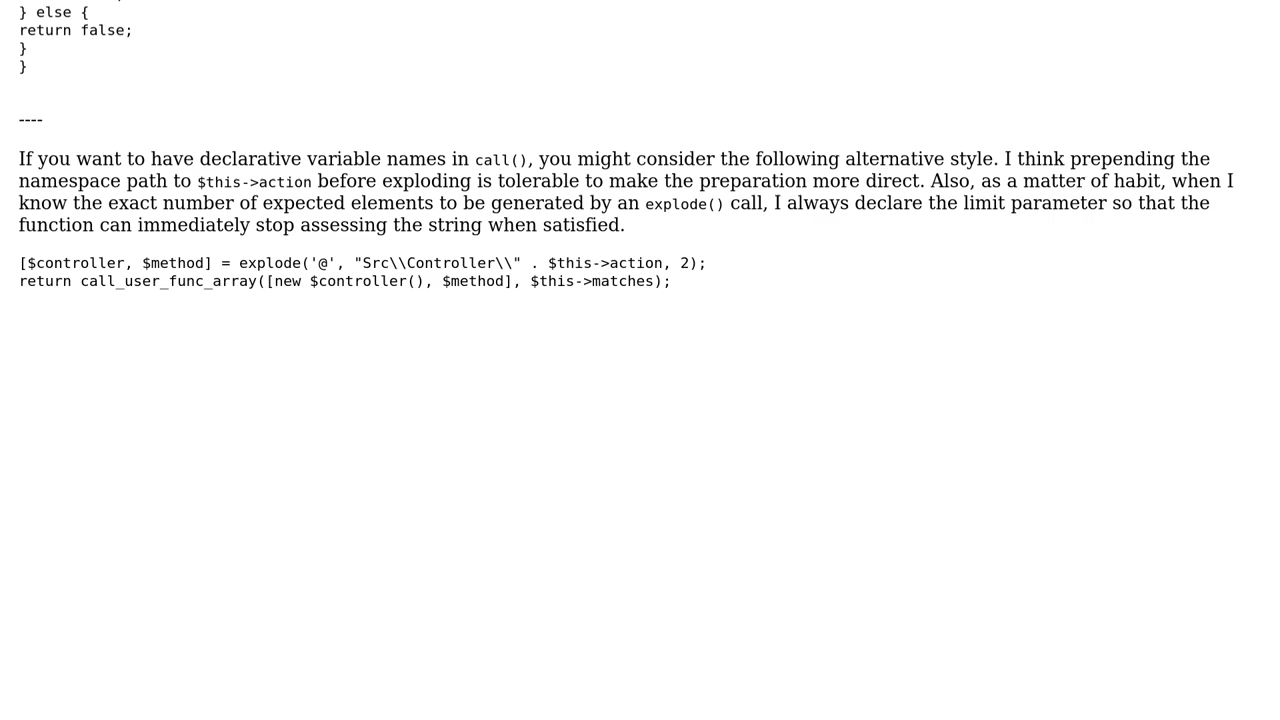 } else {
return false;
}
}
----
If you want to have declarative variable names in call(), you might consider the following alternative style. I think prepending the
namespace path to $this->action before exploding is tolerable to make the preparation more direct. Also, as a matter of habit, when I
know the exact number of expected elements to be generated by an explode() call, I always declare the limit parameter so that the
function can immediately stop assessing the string when satisfied.
[$controller, $method] = explode('@', "Src\\Controller\\" . $this->action, 2);
return call_user_func_array([new $controller(), $method], $this->matches);